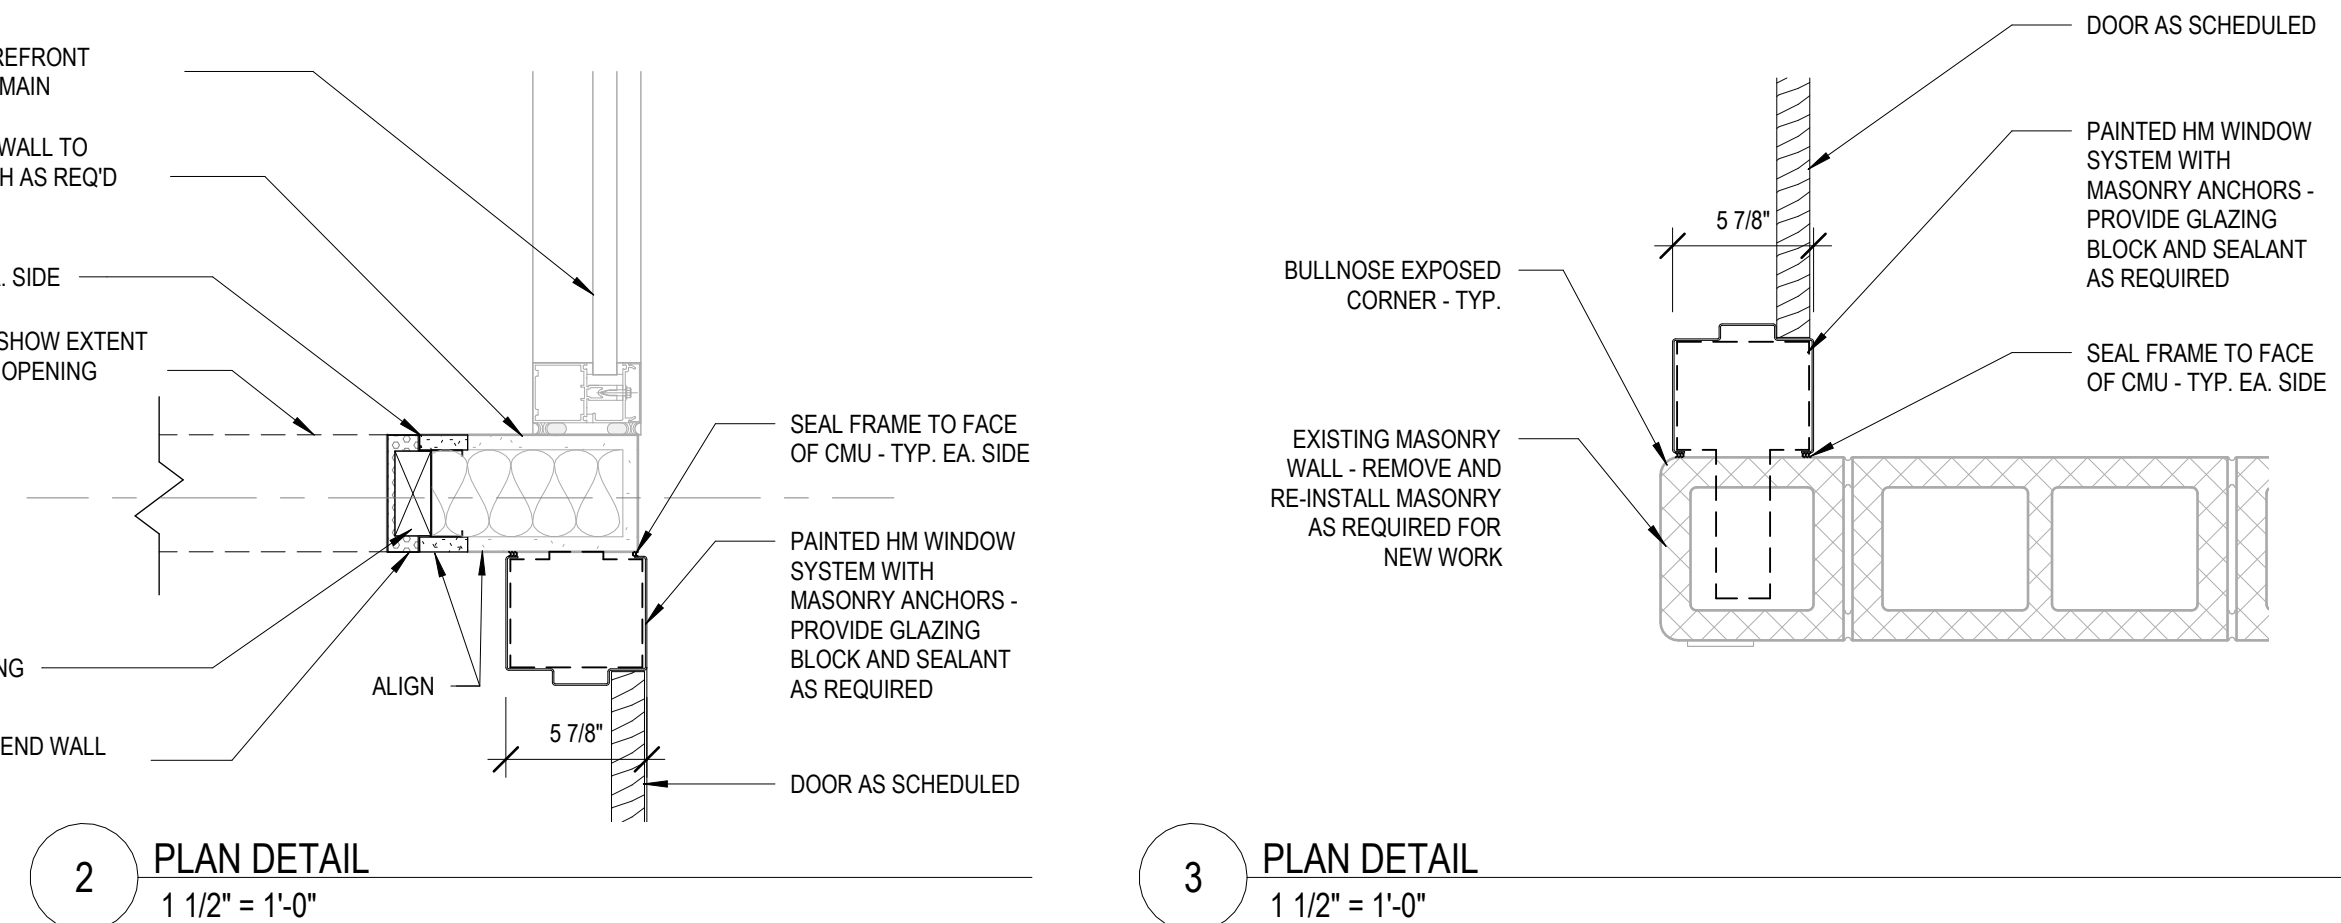 REFRONT
MAIN
WALL TO
H AS REQ'D
. SIDE
SHOW EXTENT
OPENING
NG
END WALL
ALIGN
5 7/8"
SEAL FRAME TO FACE
OF CMU - TYP. EA. SIDE
PAINTED HM WINDOW
SYSTEM WITH
MASONRY ANCHORS -
PROVIDE GLAZING
BLOCK AND SEALANT
AS REQUIRED
DOOR AS SCHEDULED
2
PLAN DETAIL
1 1/2" = 1'-0"
BULLNOSE EXPOSED
CORNER - TYP.
EXISTING MASONRY
WALL - REMOVE AND
RE-INSTALL MASONRY
AS REQUIRED FOR
NEW WORK
5 7/8"
DOOR AS SCHEDULED
PAINTED HM WINDOW
SYSTEM WITH
MASONRY ANCHORS -
PROVIDE GLAZING
BLOCK AND SEALANT
AS REQUIRED
SEAL FRAME TO FACE
OF CMU - TYP. EA. SIDE
3
PLAN DETAIL
1 1/2" = 1'-0"